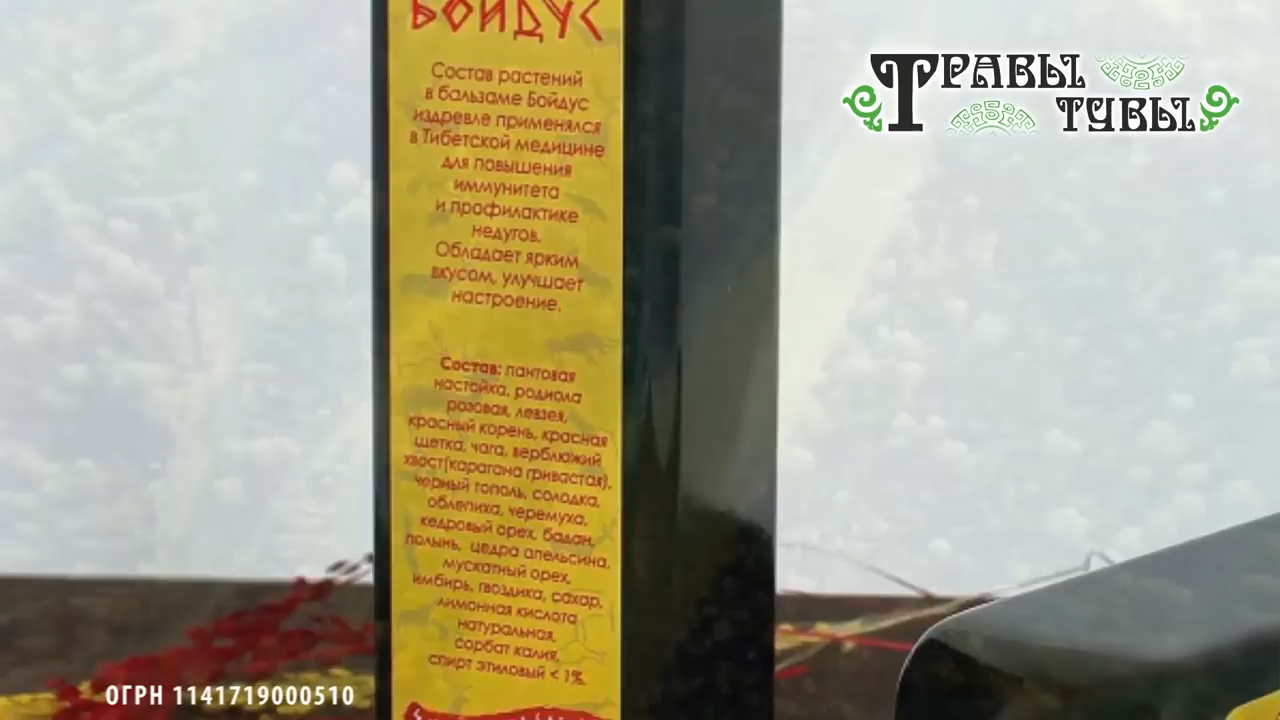 БОЙДУС
Состав растений
в бальзаме Бойдус
издревле применялся
в Тибетской медицине
для повышения
иммунитета
и профилактике
недугов.
Обладает ярким
вкусом, улучшает
настроение.
Состав: пантовая
настойка, родиола
розовая, левзея,
красный корень, красная
щетка, чага, верблюжий
хвост(карагана гривастая),
черный тополь, солодка,
облепиха, черемуха,
кедровый орех, бадан,
полынь, цедра апельсина,
мускатный орех,
имбирь, гвоздика, сахар,
лимонная кислота
натуральная,
сорбат калия,
спирт этиловый < 1%.
ТРАВЫ
ТУВЫ
ОГРН 1141719000510